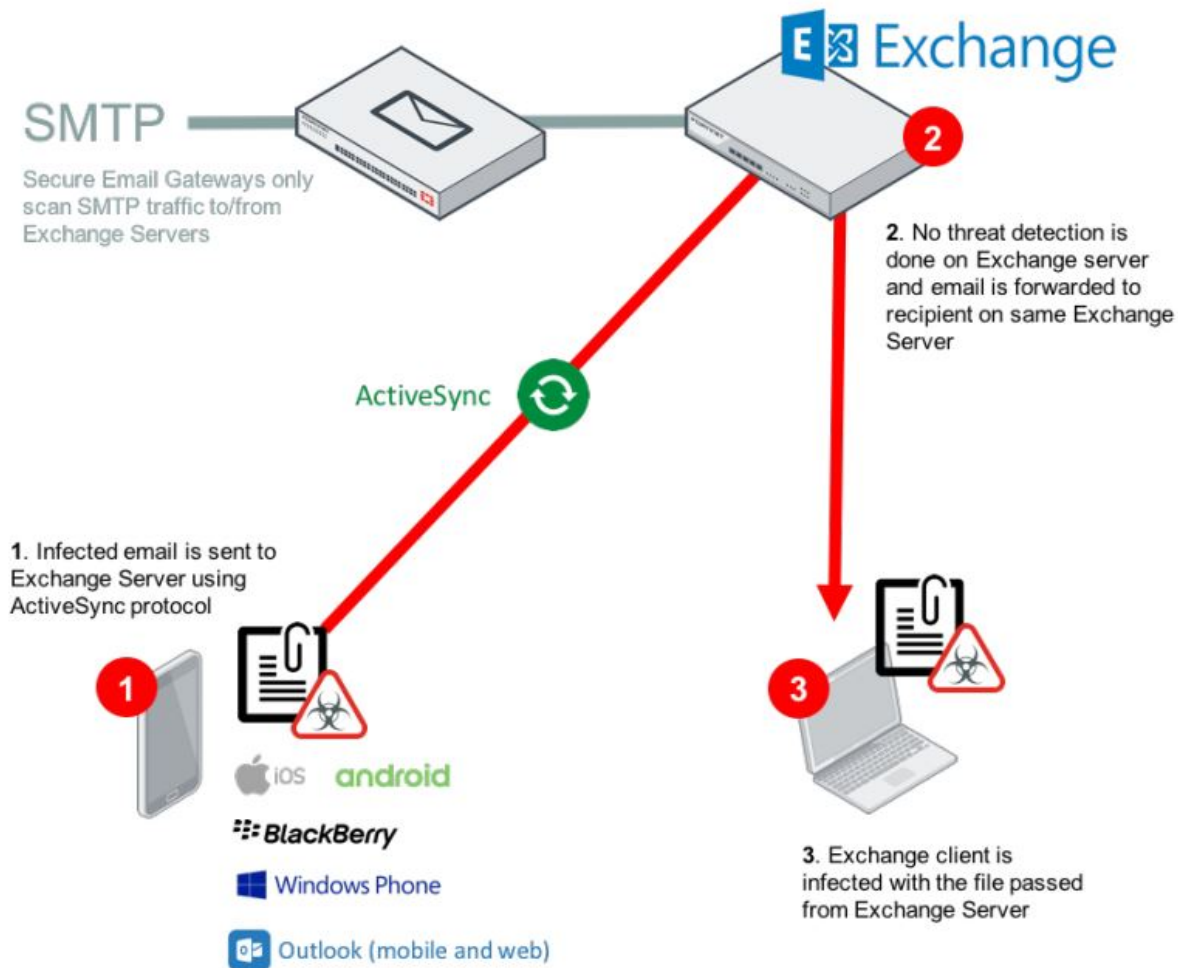 Exchange
SMTP
Secure Email Gateways only
scan SMTP traffic to/from
Exchange Servers
2
2. No threat detection is
done on Exchange server
and email is forwarded to
recipient on same Exchange
Server
ActiveSync
1. Infected email is sent to
Exchange Server using
ActiveSync protocol
1
3
iOS android
BlackBerry
Windows Phone
Outlook (mobile and web)
3. Exchange client is
infected with the file passed
from Exchange Server